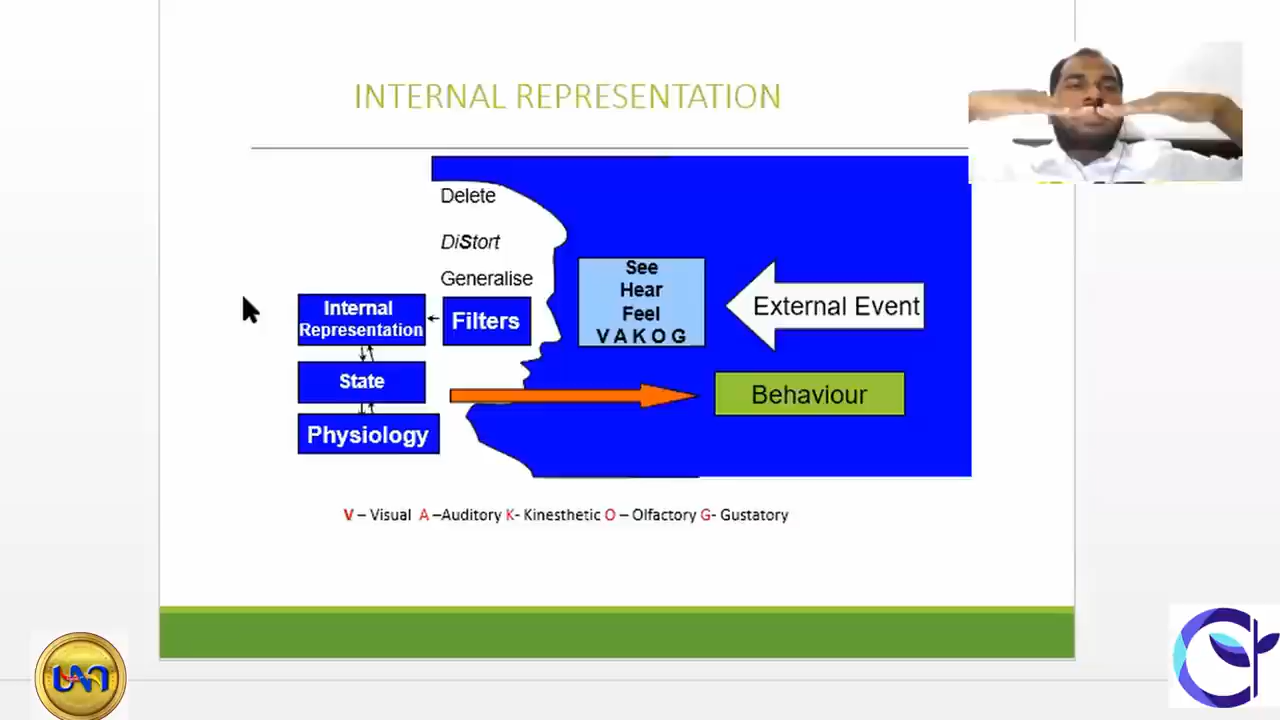 INTERNAL REPRESENTATION
Delete
DiStort
Generalise
See
Hear
Feel
V A K O G
External Event
Internal
Representation
Filters
State
Behaviour
Physiology
V – Visual A –Auditory K- Kinesthetic O – Olfactory G- Gustatory